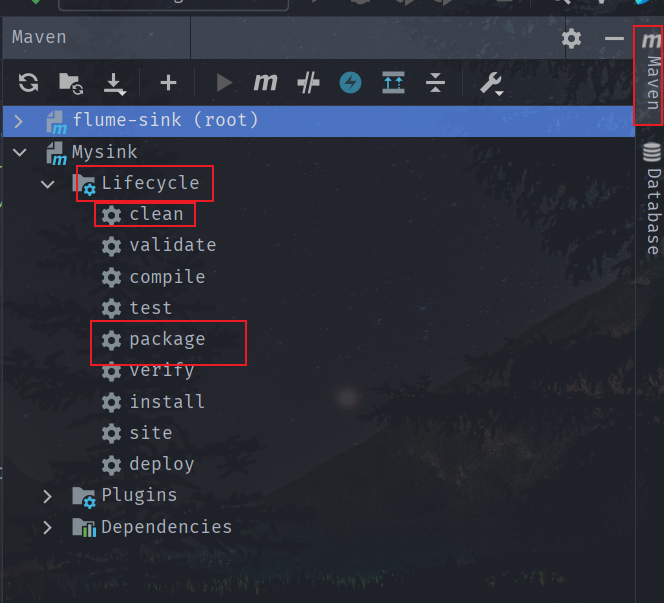 Maven
flume-sink (root)
Mysink
Lifecycle
clean
validate
compile
test
package
verify
install
site
deploy
Plugins
Dependencies
Maven
Database